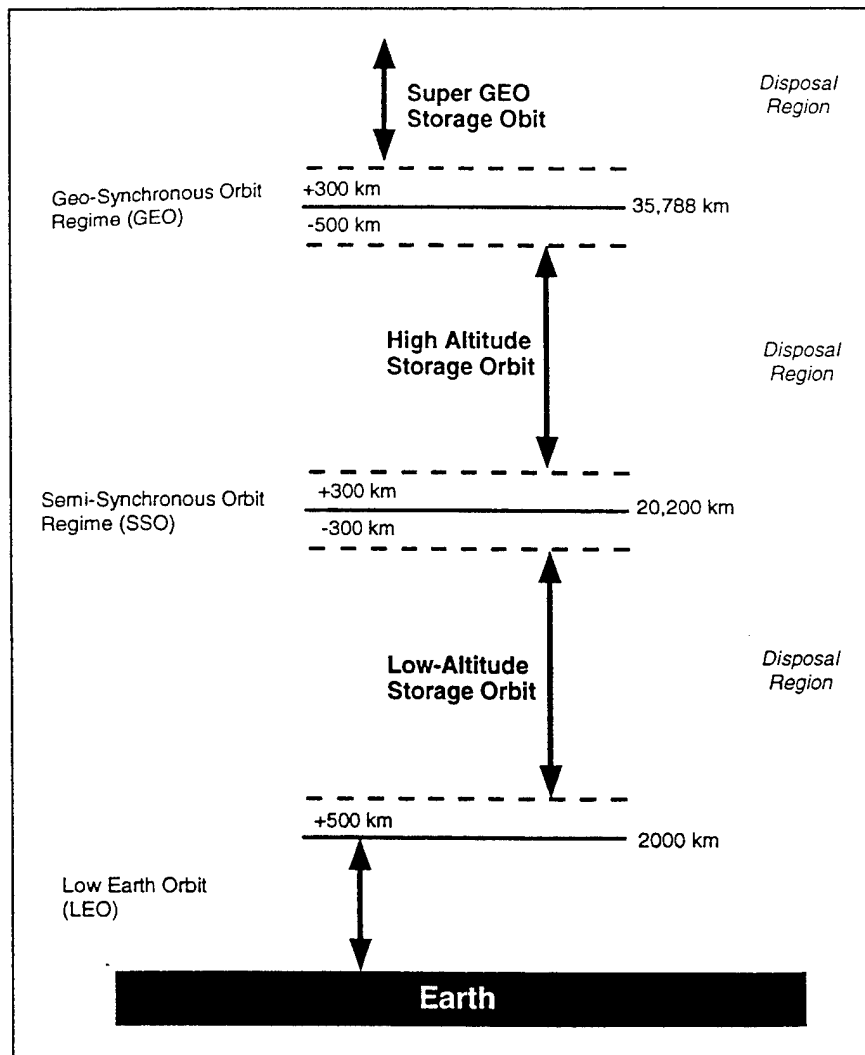 Super GEO
Storage Obit
Disposal
Region
Geo-Synchronous Orbit
Regime (GEO)
+300 km
35,788 km
-500 km
High Altitude
Storage Orbit
Disposal
Region
Semi-Synchronous Orbit
Regime (SSO)
+300 km
20,200 km
-300 km
Low-Altitude
Storage Orbit
Disposal
Region
+500 km
2000 km
Low Earth Orbit
(LEO)
Earth